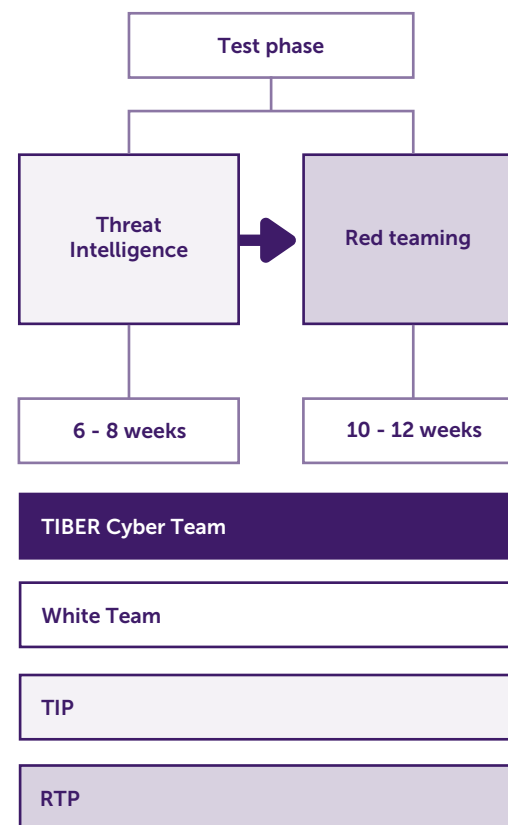 Test phase
Threat
Intelligence
Red teaming
6 - 8 weeks
10 - 12 weeks
TIBER Cyber Team
White Team
TIP
RTP